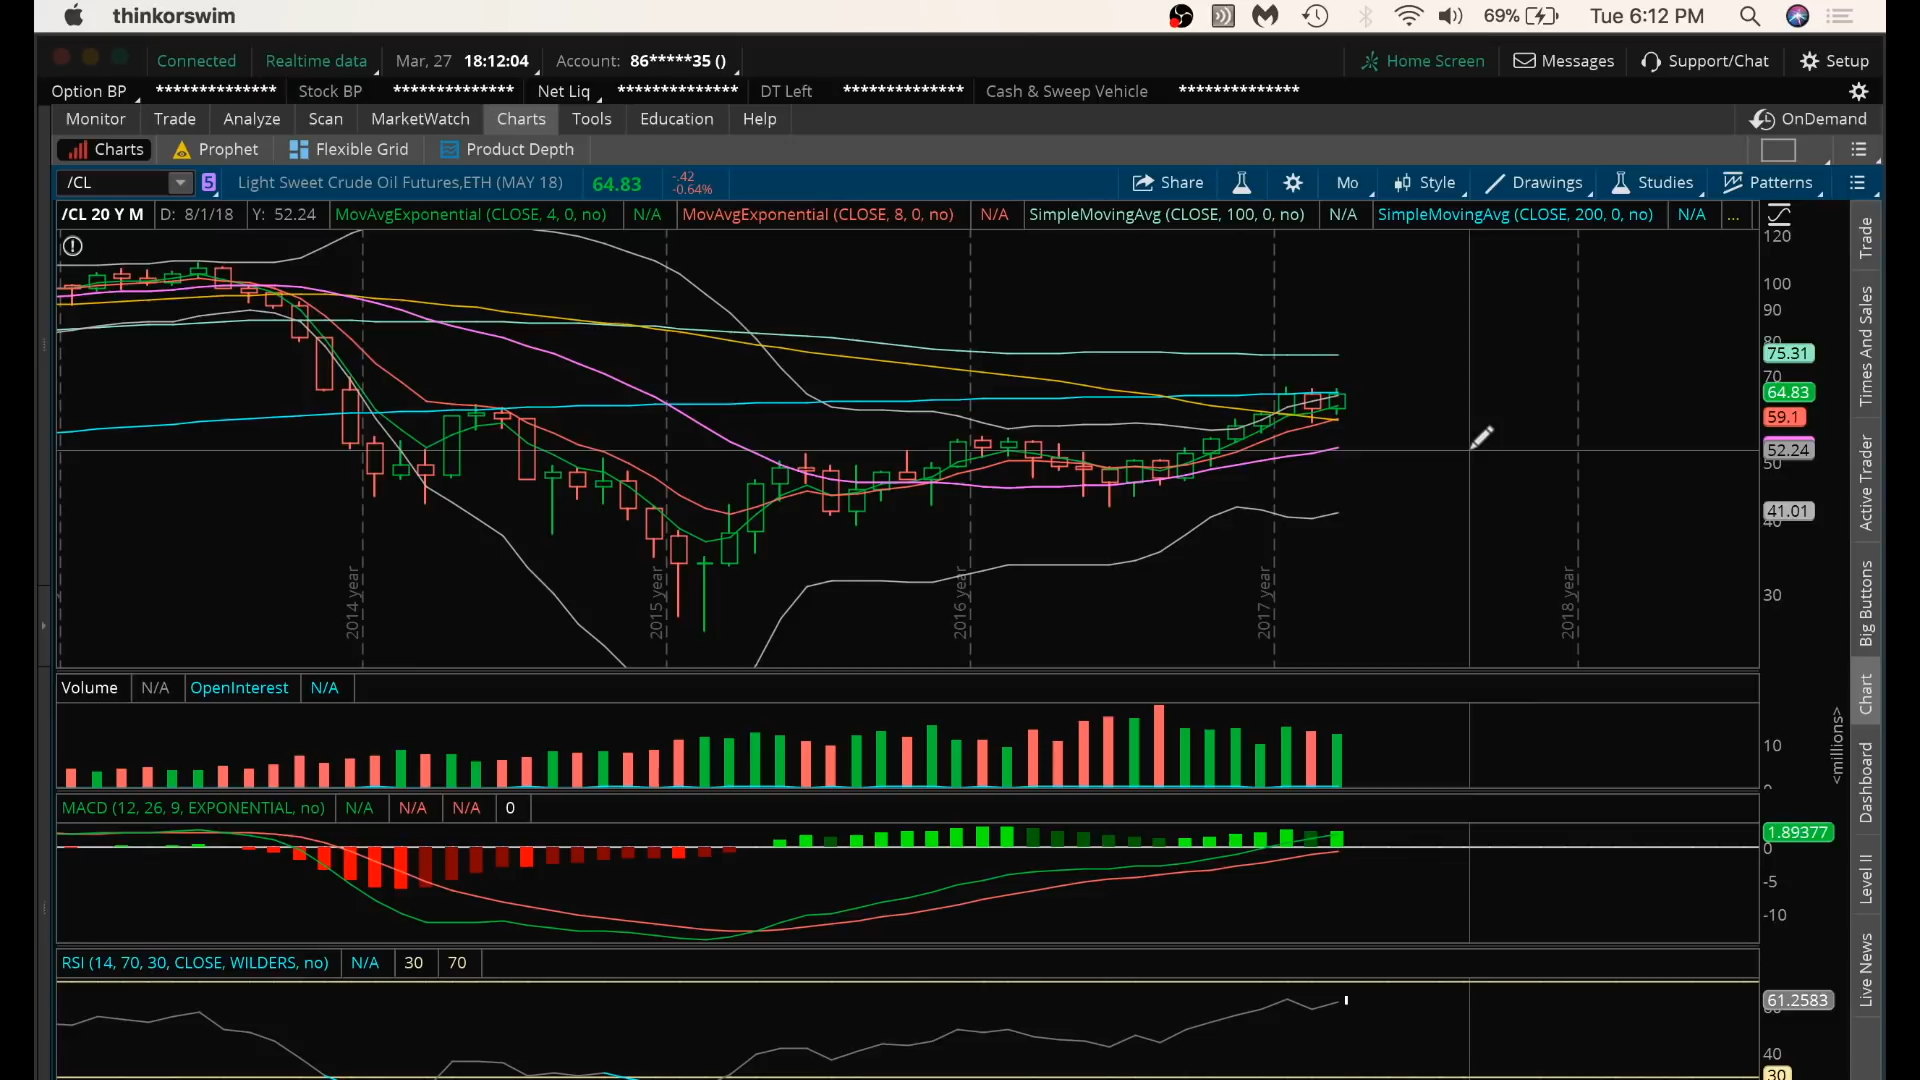 thinkorswim 69% Tue 6:12 PM
Connected Realtime data Mar, 27 18:12:04 Account: 86*****35 () Home Screen Messages Support/Chat Setup
Option BP ************** Stock BP ************** Net Liq ************** DT Left ************** Cash & Sweep Vehicle **************
Monitor Trade Analyze Scan MarketWatch Charts Tools Education Help OnDemand
Charts Prophet Flexible Grid Product Depth
/CL 5 Light Sweet Crude Oil Futures,ETH (MAY 18) 64.83 -.42 -0.64% Share Mo Style Drawings Studies Patterns
/CL 20 Y M D: 8/1/18 Y: 52.24 MovAvgExponential (CLOSE, 4, 0, no) N/A MovAvgExponential (CLOSE, 8, 0, no) N/A SimpleMovingAvg (CLOSE, 100, 0, no) N/A SimpleMovingAvg (CLOSE, 200, 0, no) N/A ...
120
100
90
80
75.31
70
64.83
59.1
52.24
50
41.01
40
30
2014 year
2015 year
2016 year
2017 year
2018 year
Volume N/A OpenInterest N/A
10
0
<millions>
MACD (12, 26, 9, EXPONENTIAL, no) N/A N/A N/A 0
1.89377
0
-5
-10
RSI (14, 70, 30, CLOSE, WILDERS, no) N/A 30 70
61.2583
40
30
Trade
Times And Sales
Active Trader
Big Buttons
Chart
Dashboard
Level II
Live News